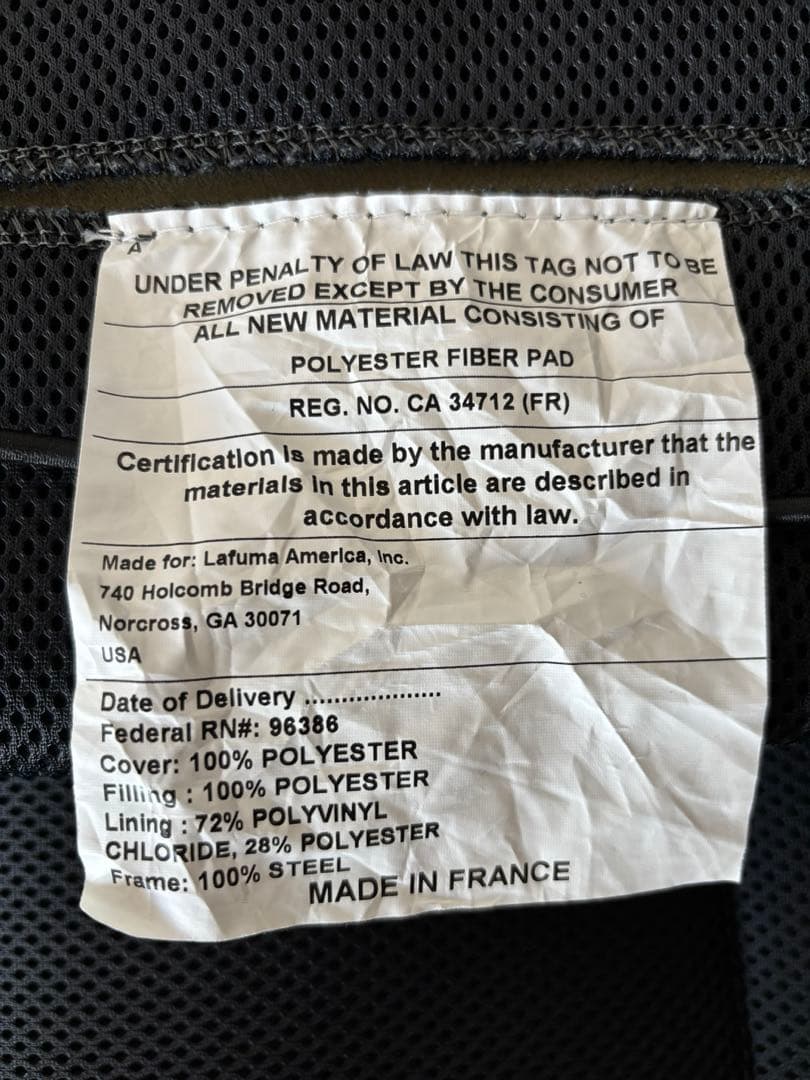 UNDER PENALTY OF LAW THIS TAG NOT TO BE
REMOVED EXCEPT BY THE CONSUMER
ALL NEW MATERIAL CONSISTING OF
POLYESTER FIBER PAD
REG. NO. CA 34712 (FR)
Certification is made by the manufacturer that the
materials in this article are described in
accordance with law.
Made for: Lafuma America, Inc.
740 Holcomb Bridge Road,
Norcross, GA 30071
USA
Date of Delivery ....................
Federal RN#: 96386
Cover: 100% POLYESTER
Filling : 100% POLYESTER
Lining : 72% POLYVINYL
CHLORIDE, 28% POLYESTER
Frame: 100% STEEL
MADE IN FRANCE